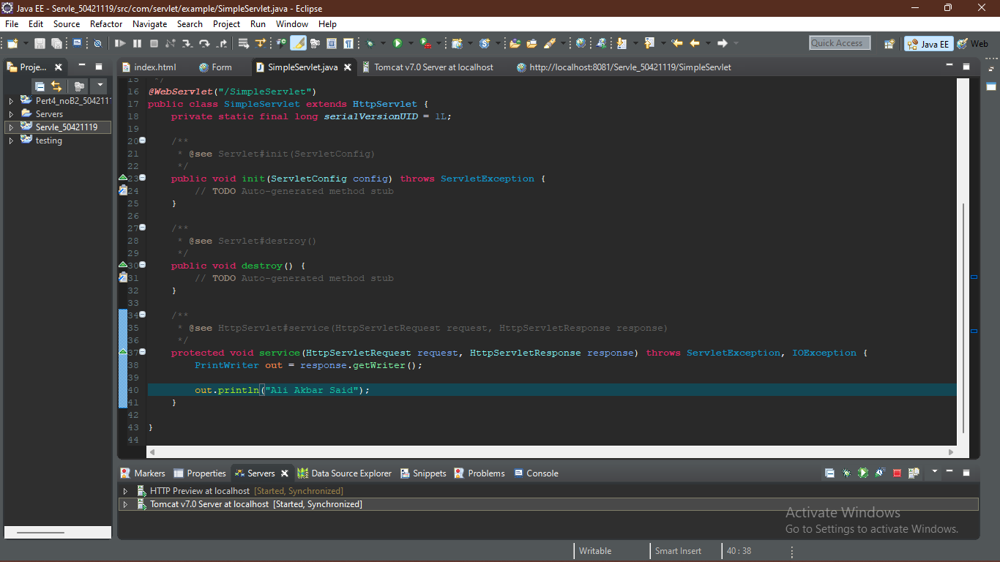 Java EE - Servle_50421119/src/com/servlet/example/SimpleServlet.java - Eclipse
File Edit Source Refactor Navigate Search Project Run Window Help
Quick Access Java EE Web
Proje...
index.html Form SimpleServlet.java Tomcat v7.0 Server at localhost http://localhost:8081/Servle_50421119/SimpleServlet
Pert4_noB2_5042111
Servers
Servle_50421119
testing
15 */
16 @WebServlet("/SimpleServlet")
17 public class SimpleServlet extends HttpServlet {
18 private static final long serialVersionUID = 1L;
19
20 /**
21 * @see Servlet#init(ServletConfig)
22 */
23 public void init(ServletConfig config) throws ServletException {
24 // TODO Auto-generated method stub
25 }
26
27 /**
28 * @see Servlet#destroy()
29 */
30 public void destroy() {
31 // TODO Auto-generated method stub
32 }
33
34 /**
35 * @see HttpServlet#service(HttpServletRequest request, HttpServletResponse response)
36 */
37 protected void service(HttpServletRequest request, HttpServletResponse response) throws ServletException, IOException {
38 PrintWriter out = response.getWriter();
39
40 out.println("Ali Akbar Said");
41 }
42
43 }
44
Markers Properties Servers Data Source Explorer Snippets Problems Console
HTTP Preview at localhost [Started, Synchronized]
Tomcat v7.0 Server at localhost [Started, Synchronized]
Activate Windows
Go to Settings to activate Windows.
Writable Smart Insert 40 : 38